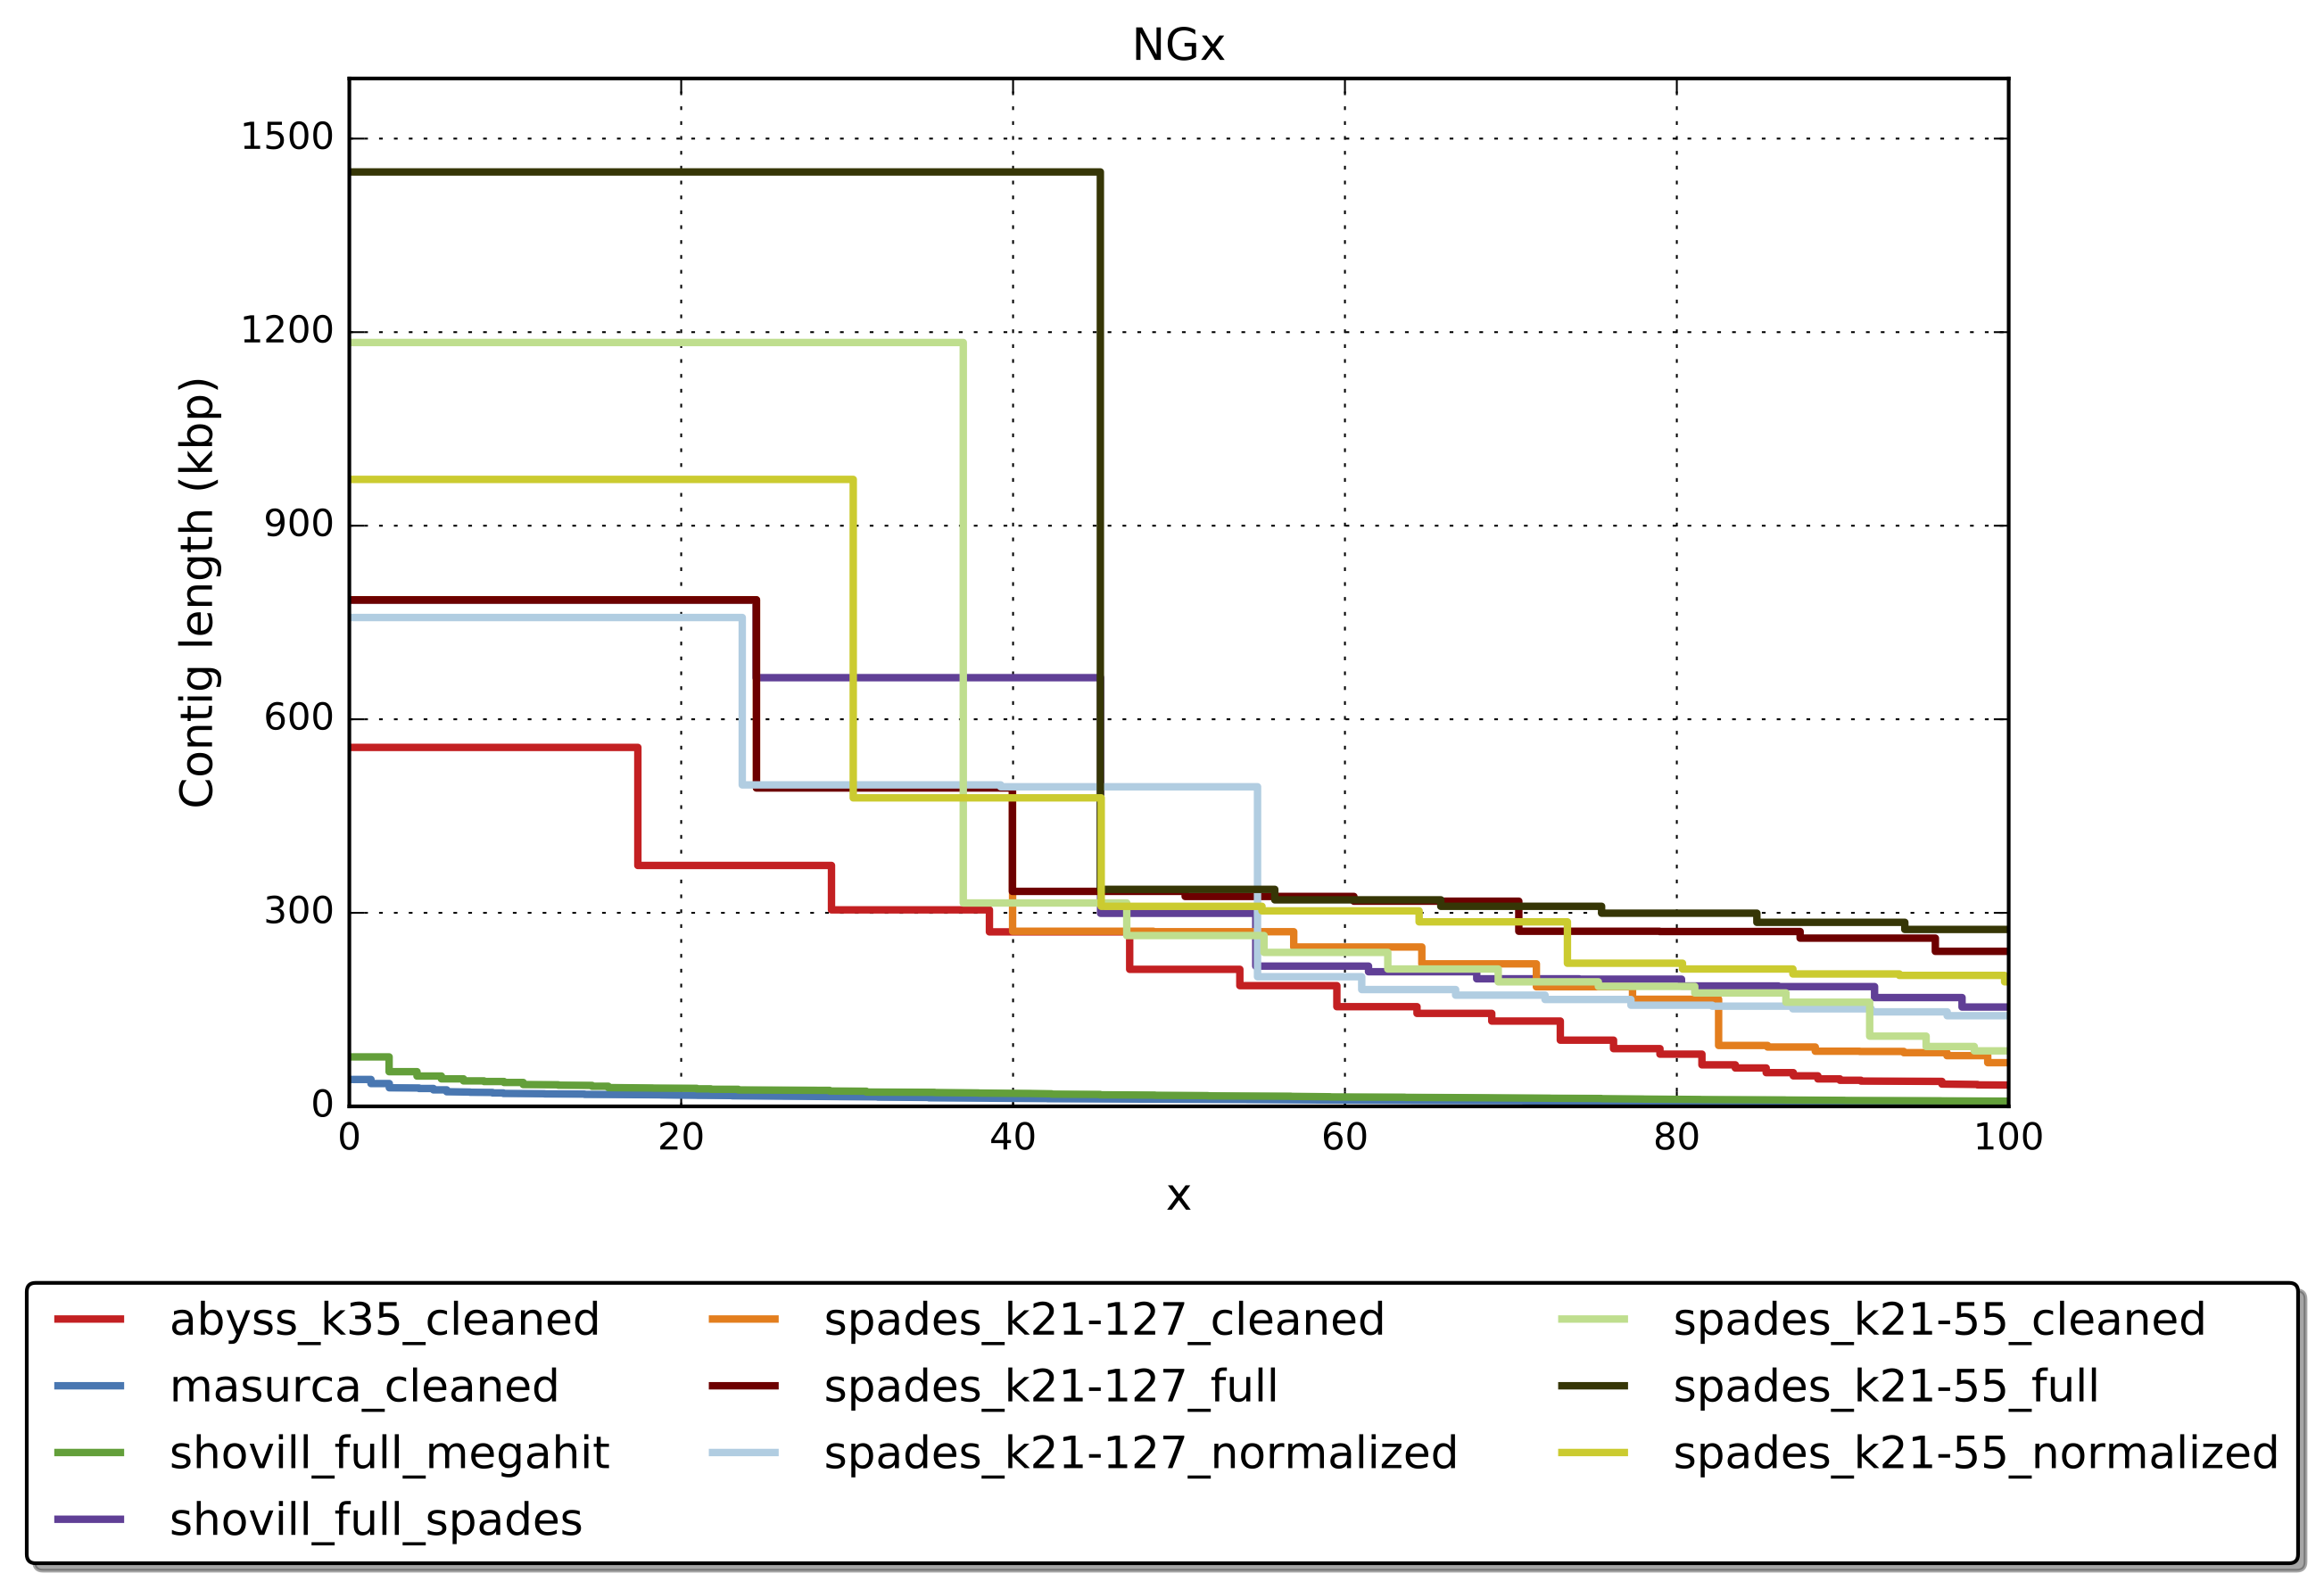 NGx
1500
1200
900
600
300
0
Contig length (kbp)
0 20 40 60 80 100
x
abyss_k35_cleaned
masurca_cleaned
shovill_full_megahit
shovill_full_spades
spades_k21-127_cleaned
spades_k21-127_full
spades_k21-127_normalized
spades_k21-55_cleaned
spades_k21-55_full
spades_k21-55_normalized